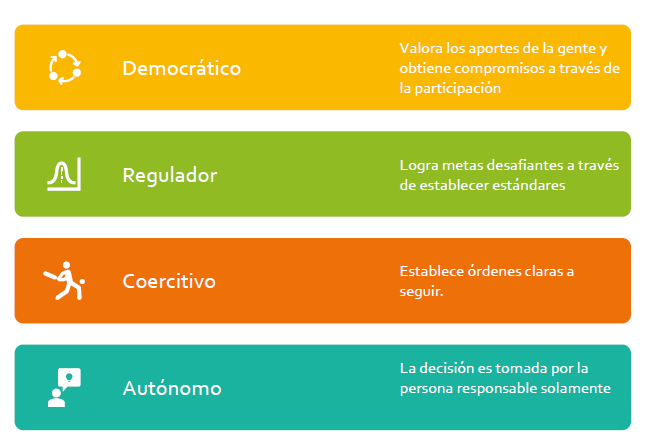 Democrático
Valora los aportes de la gente y
obtiene compromisos a través de
la participación
Regulador
Logra metas desafiantes a través
de establecer estándares
Coercitivo
Establece órdenes claras a
seguir.
Autónomo
La decisión es tomada por la
persona responsable solamente